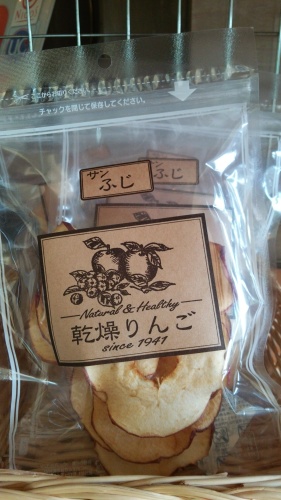 チャックを閉じて保存してください。
サン
ふじ
Natural & Healthy
乾燥りんご
since 1941